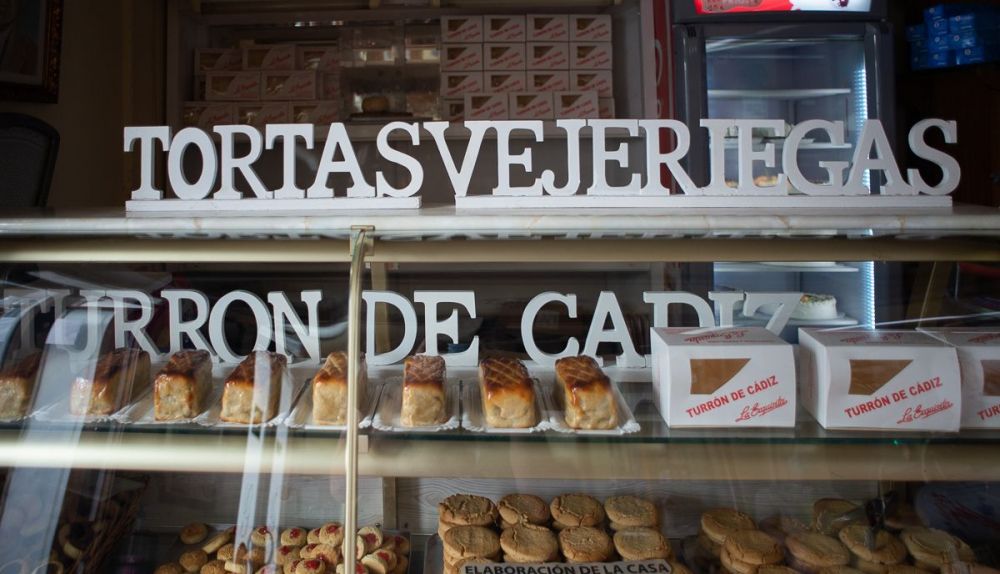 TORTAS VEJERIEGAS
TURRON DE CADIZ
TURRÓN DE CÁDIZ
La Exquisita
TURRÓN DE CÁDIZ
La Exquisita
ELABORACIÓN DE LA CASA